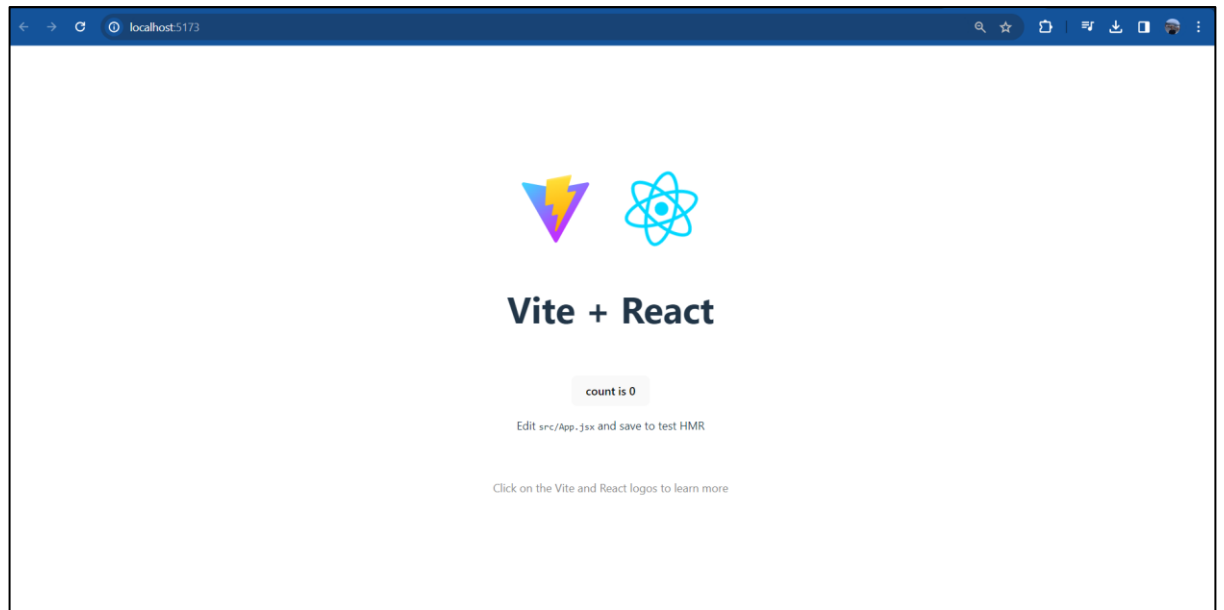 localhost:5173
Vite + React
count is 0
Edit src/App.jsx and save to test HMR
Click on the Vite and React logos to learn more